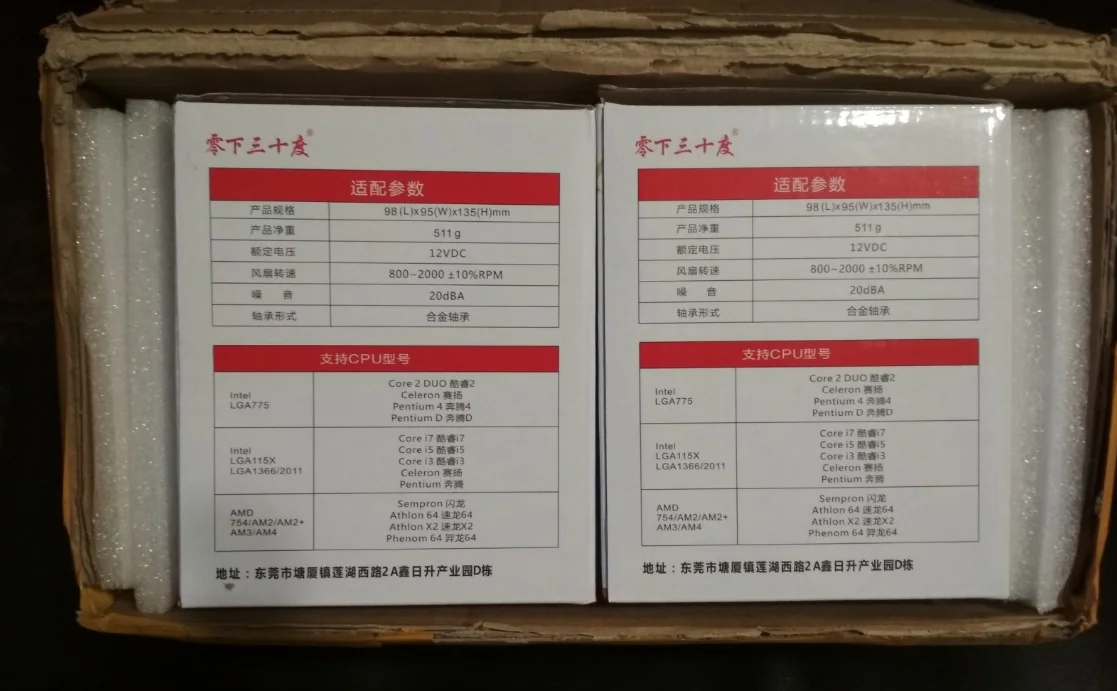 零下三十度®
适配参数
产品规格 98(L)x95(W)x135(H)mm
产品净重 511g
额定电压 12VDC
风扇转速 800~2000 ±10%RPM
噪 音 20dBA
轴承形式 合金轴承
支持CPU型号
Intel
LGA775
Core 2 DUO 酷睿2
Celeron 赛扬
Pentium 4 奔腾4
Pentium D 奔腾D
Intel
LGA115X
LGA1366/2011
Core i7 酷睿i7
Core i5 酷睿i5
Core i3 酷睿i3
Celeron 赛扬
Pentium 奔腾
AMD
754/AM2/AM2+
AM3/AM4
Sempron 闪龙
Athlon 64 速龙64
Athlon X2 速龙X2
Phenom 64 羿龙64
地址：东莞市塘厦镇莲湖西路2A鑫日升产业园D栋
零下三十度®
适配参数
产品规格 98(L)x95(W)x135(H)mm
产品净重 511g
额定电压 12VDC
风扇转速 800~2000 ±10%RPM
噪 音 20dBA
轴承形式 合金轴承
支持CPU型号
Intel
LGA775
Core 2 DUO 酷睿2
Celeron 赛扬
Pentium 4 奔腾4
Pentium D 奔腾D
Intel
LGA115X
LGA1366/2011
Core i7 酷睿i7
Core i5 酷睿i5
Core i3 酷睿i3
Celeron 赛扬
Pentium 奔腾
AMD
754/AM2/AM2+
AM3/AM4
Sempron 闪龙
Athlon 64 速龙64
Athlon X2 速龙X2
Phenom 64 羿龙64
地址：东莞市塘厦镇莲湖西路2A鑫日升产业园D栋